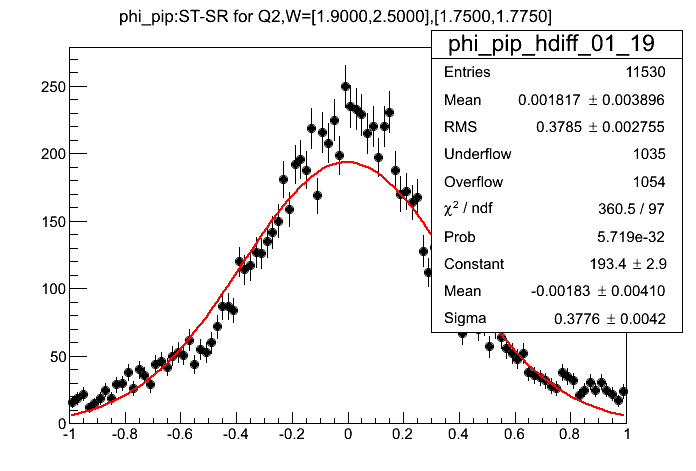 phi_pip:ST-SR for Q2,W=[1.9000,2.5000],[1.7500,1.7750]
phi_pip_hdiff_01_19
Entries 11530
Mean 0.001817 ± 0.003896
RMS 0.3785 ± 0.002755
Underflow 1035
Overflow 1054
χ² / ndf 360.5 / 97
Prob 5.719e-32
Constant 193.4 ± 2.9
Mean -0.00183 ± 0.00410
Sigma 0.3776 ± 0.0042
250
200
150
100
50
0
-1 -0.8 -0.6 -0.4 -0.2 0 0.2 0.4 0.6 0.8 1